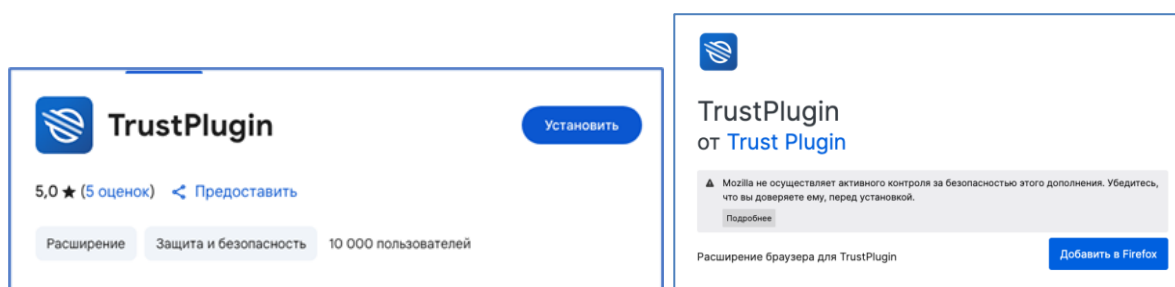 TrustPlugin
Установить
5,0 ★ (5 оценок) Предоставить
Расширение Защита и безопасность 10 000 пользователей
TrustPlugin
от Trust Plugin
Mozilla не осуществляет активного контроля за безопасностью этого дополнения. Убедитесь,
что вы доверяете ему, перед установкой.
Подробнее
Расширение браузера для TrustPlugin
Добавить в Firefox